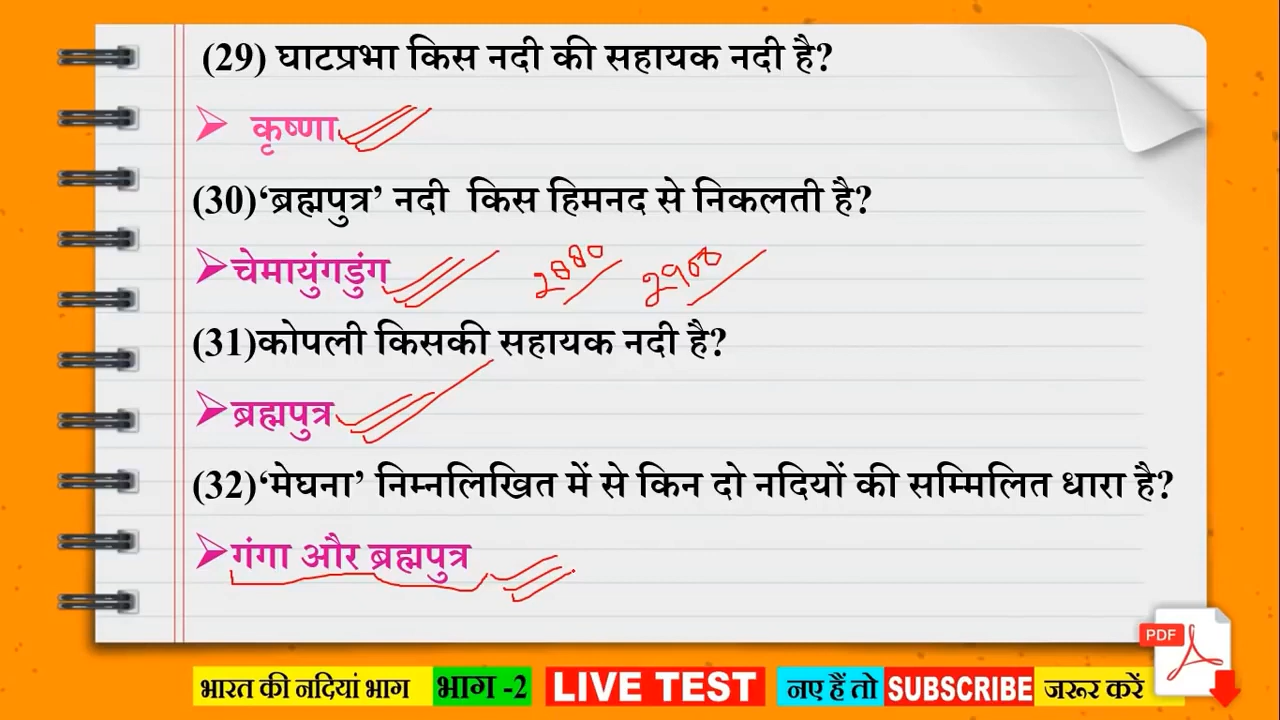 (29) घाटप्रभा किस नदी की सहायक नदी है?
कृष्णा
(30)‘ब्रह्मपुत्र’ नदी किस हिमनद से निकलती है?
चेमायुंगडुंग 2880 2900
(31)कोपली किसकी सहायक नदी है?
ब्रह्मपुत्र
(32)‘मेघना’ निम्नलिखित में से किन दो नदियों की सम्मिलित धारा है?
गंगा और ब्रह्मपुत्र
PDF
भारत की नदियां भाग भाग -2 LIVE TEST नए हैं तो SUBSCRIBE जरूर करें